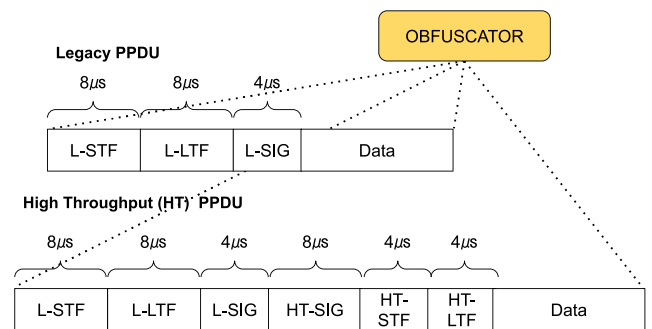 OBFUSCATOR
Legacy PPDU
8μs 8μs 4μs
L-STF L-LTF L-SIG Data
High Throughput (HT) PPDU
8μs 8μs 4μs 8μs 4μs 4μs
L-STF L-LTF L-SIG HT-SIG HT-STF HT-LTF Data